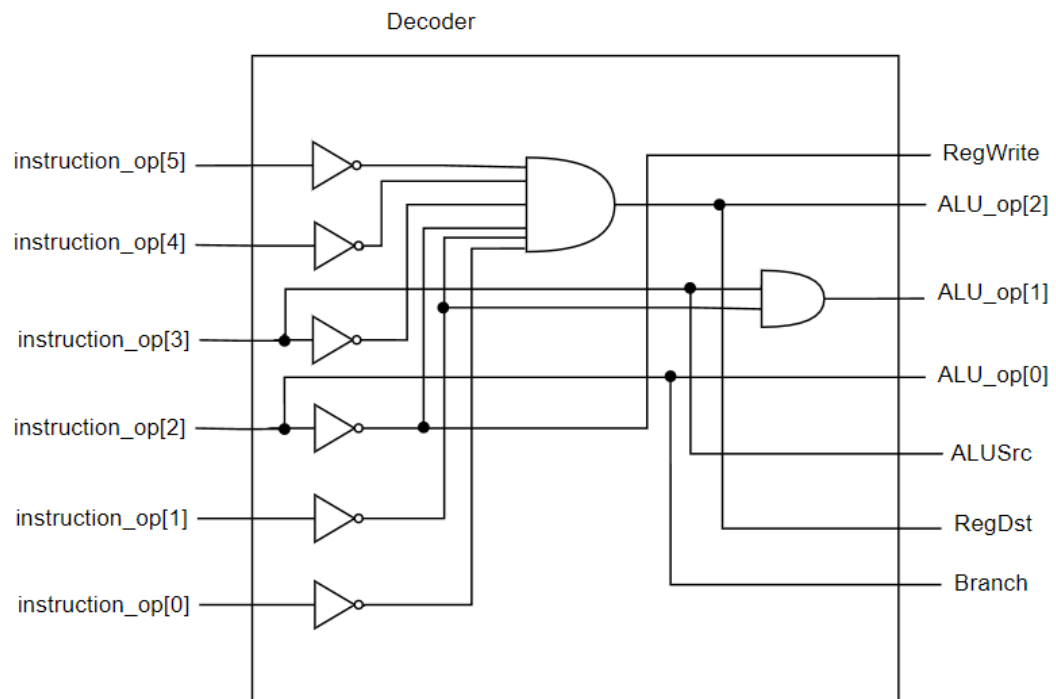 Decoder
instruction_op[5]
RegWrite
ALU_op[2]
instruction_op[4]
ALU_op[1]
instruction_op[3]
ALU_op[0]
instruction_op[2]
ALUSrc
instruction_op[1]
RegDst
Branch
instruction_op[0]